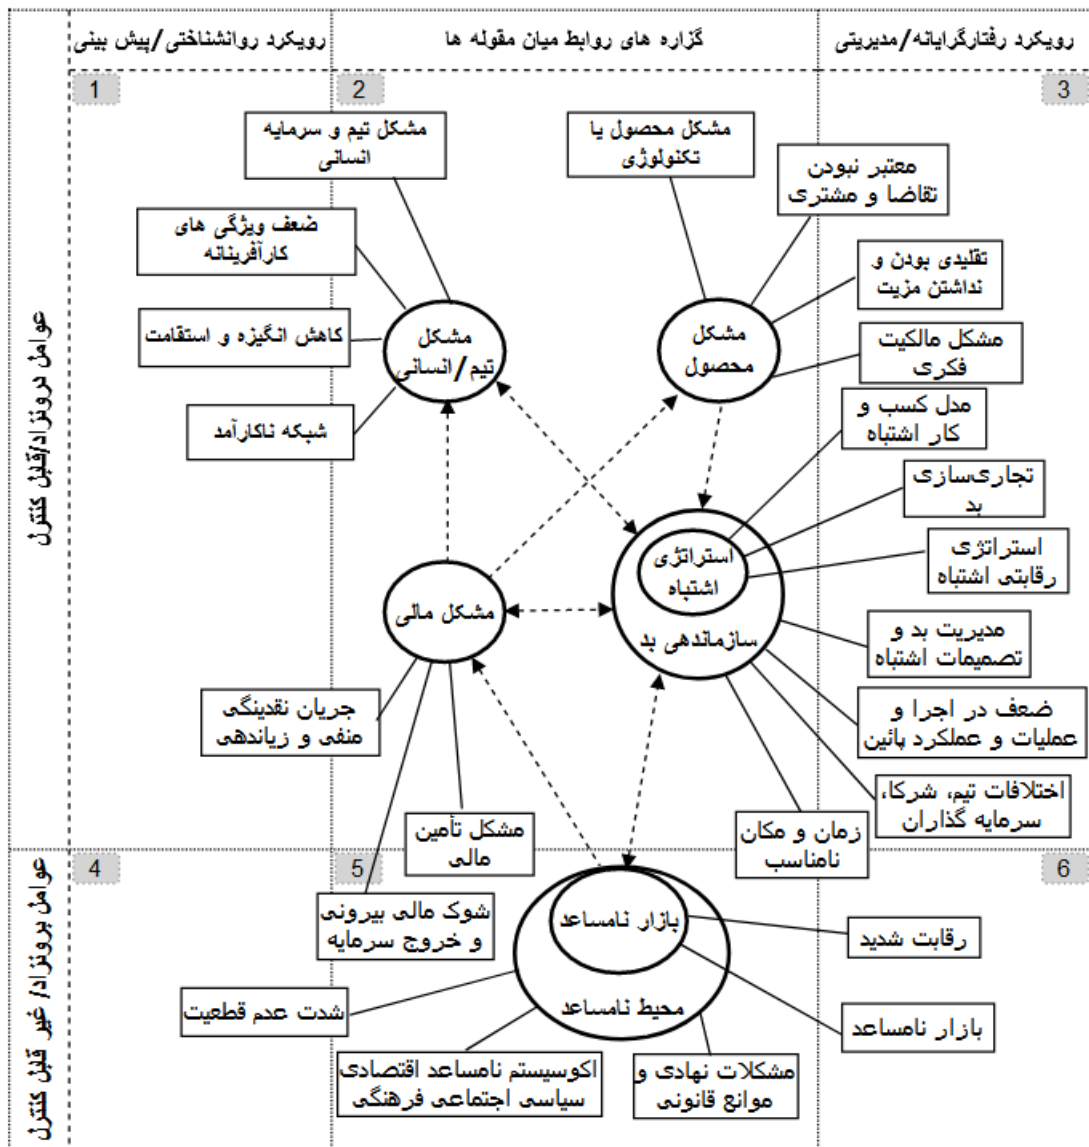 رویکرد رفتارگرایانه/مدیریتی
گزاره های روابط میان مقوله ها
رویکرد روانشناختی/پیش بینی
3
2
1
عوامل درونزاد/قابل کنترل
مشکل محصول یا
تکنولوژی
معتبر نبودن
تقاضا و مشتری
تقلیدی بودن و
نداشتن مزیت
مشکل مالکیت
فکری
مشکل
محصول
مشکل تیم و سرمایه
انسانی
ضعف ویژگی های
کارآفرینانه
کاهش انگیزه و استقامت
شبکه ناکارآمد
مشکل
تیم/انسانی
مدل کسب و
کار اشتباه
تجاری‌سازی
بد
استراتژی
رقابتی اشتباه
استراتژی
اشتباه
سازماندهی بد
مدیریت بد و
تصمیمات اشتباه
ضعف در اجرا و
عملیات و عملکرد پائین
اختلافات تیم، شرکا،
سرمایه گذاران
زمان و مکان
نامناسب
مشکل مالی
جریان نقدینگی
منفی و زیاندهی
مشکل تأمین
مالی
شوک مالی بیرونی
و خروج سرمایه
6
5
4
عوامل برونزاد/ غیر قابل کنترل
بازار نامساعد
محیط نامساعد
رقابت شدید
بازار نامساعد
شدت عدم قطعیت
مشکلات نهادی و
موانع قانونی
اکوسیستم نامساعد اقتصادی
سیاسی اجتماعی فرهنگی